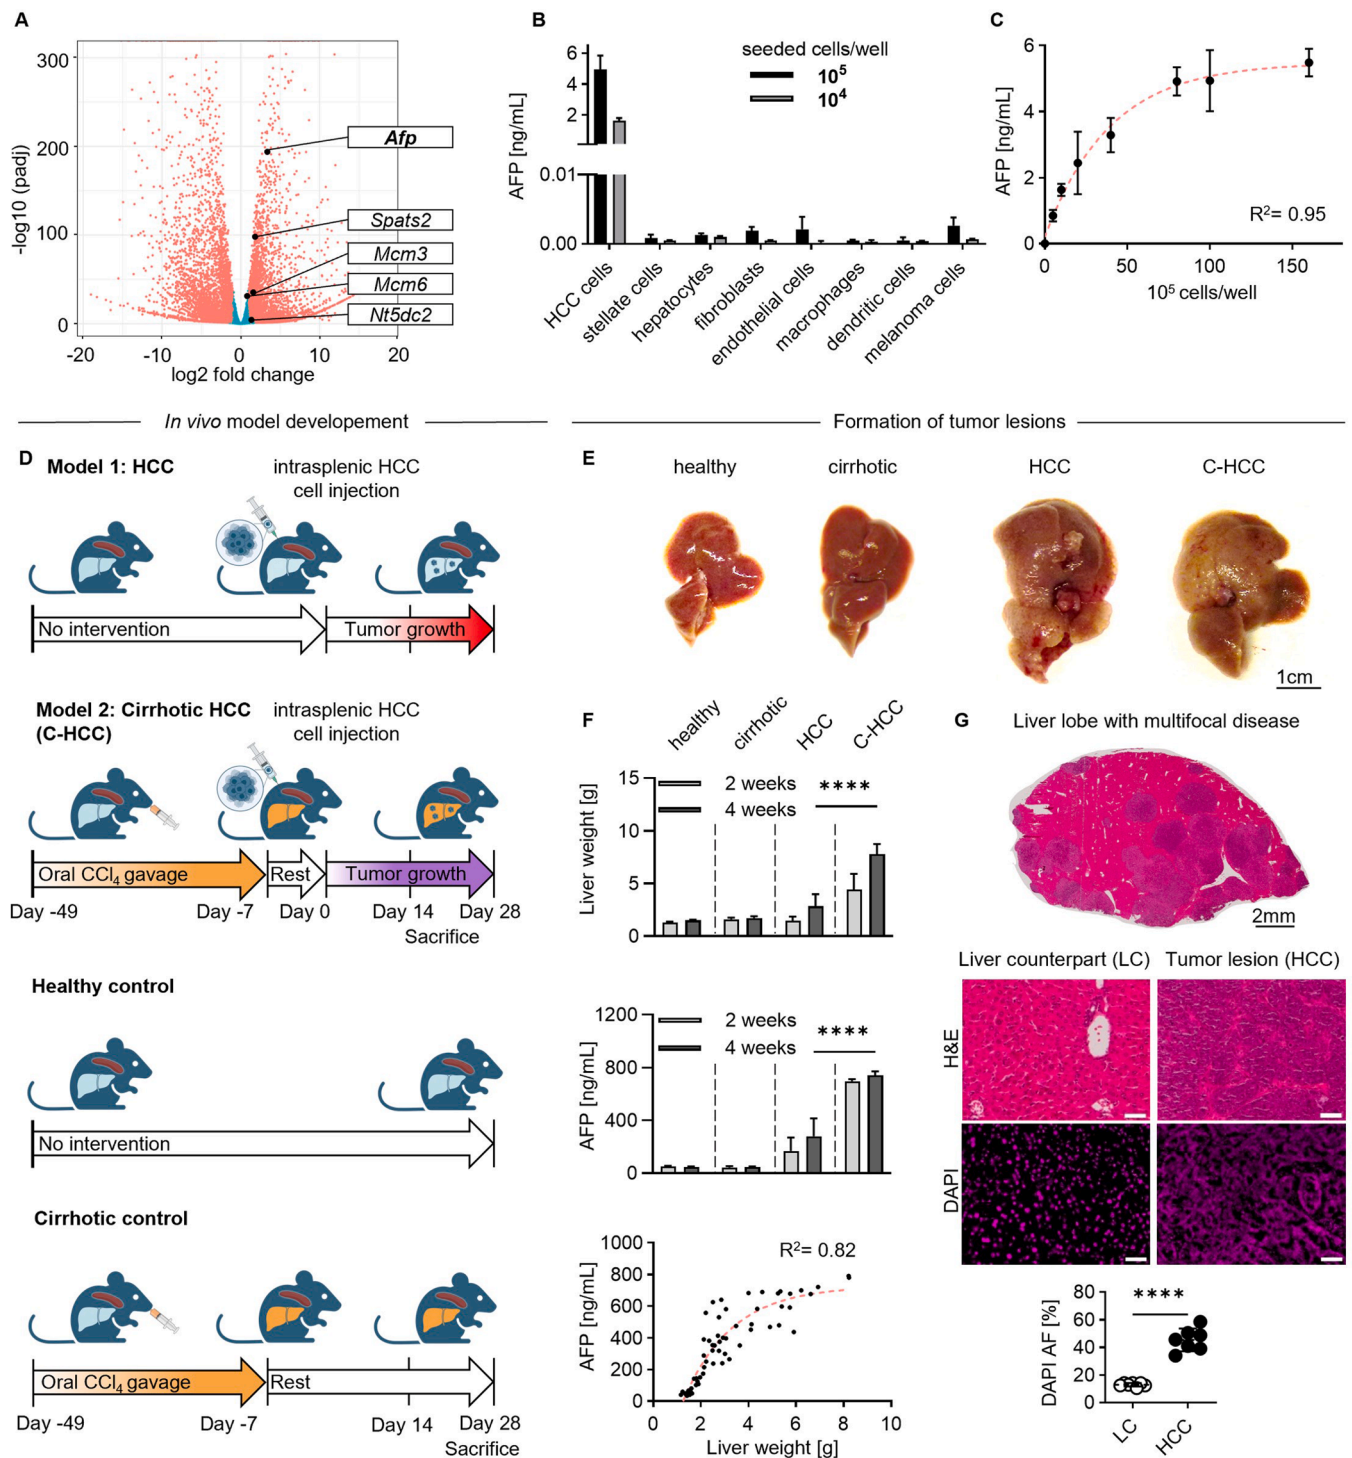 A
300
200
100
0
-log10 (padj)
-20
-10
0
10
20
log2 fold change
Afp
Spats2
Mcm3
Mcm6
Nt5dc2
B
seeded cells/well
10⁵
10⁴
AFP [ng/mL]
6
4
2
0.01
0.00
HCC cells
stellate cells
hepatocytes
fibroblasts
endothelial cells
macrophages
dendritic cells
melanoma cells
C
AFP [ng/mL]
6
4
2
0
R²= 0.95
0
50
100
150
10⁵ cells/well
In vivo model developement
Formation of tumor lesions
D
Model 1: HCC
intrasplenic HCC
cell injection
No intervention
Tumor growth
Model 2: Cirrhotic HCC
(C-HCC)
intrasplenic HCC
cell injection
Oral CCl₄ gavage
Rest
Tumor growth
Day -49
Day -7
Day 0
Day 14
Day 28
Sacrifice
Healthy control
No intervention
Cirrhotic control
Oral CCl₄ gavage
Rest
Day -49
Day -7
Day 14
Day 28
Sacrifice
E
healthy
cirrhotic
HCC
C-HCC
1cm
F
healthy
cirrhotic
HCC
C-HCC
Liver weight [g]
15
10
5
0
2 weeks
4 weeks
****
AFP [ng/mL]
1200
800
400
0
2 weeks
4 weeks
****
AFP [ng/mL]
1000
800
600
400
200
0
R²= 0.82
0
2
4
6
8
10
Liver weight [g]
G
Liver lobe with multifocal disease
2mm
Liver counterpart (LC)
Tumor lesion (HCC)
H&E
DAPI
DAPI AF [%]
80
60
40
20
0
****
LC
HCC